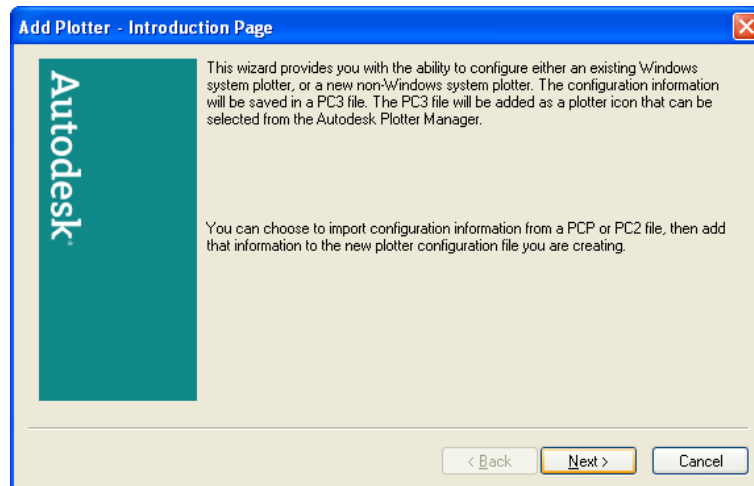 Add Plotter - Introduction Page
Autodesk
This wizard provides you with the ability to configure either an existing Windows
system plotter, or a new non-Windows system plotter. The configuration information
will be saved in a PC3 file. The PC3 file will be added as a plotter icon that can be
selected from the Autodesk Plotter Manager.
You can choose to import configuration information from a PCP or PC2 file, then add
that information to the new plotter configuration file you are creating.
< Back Next > Cancel